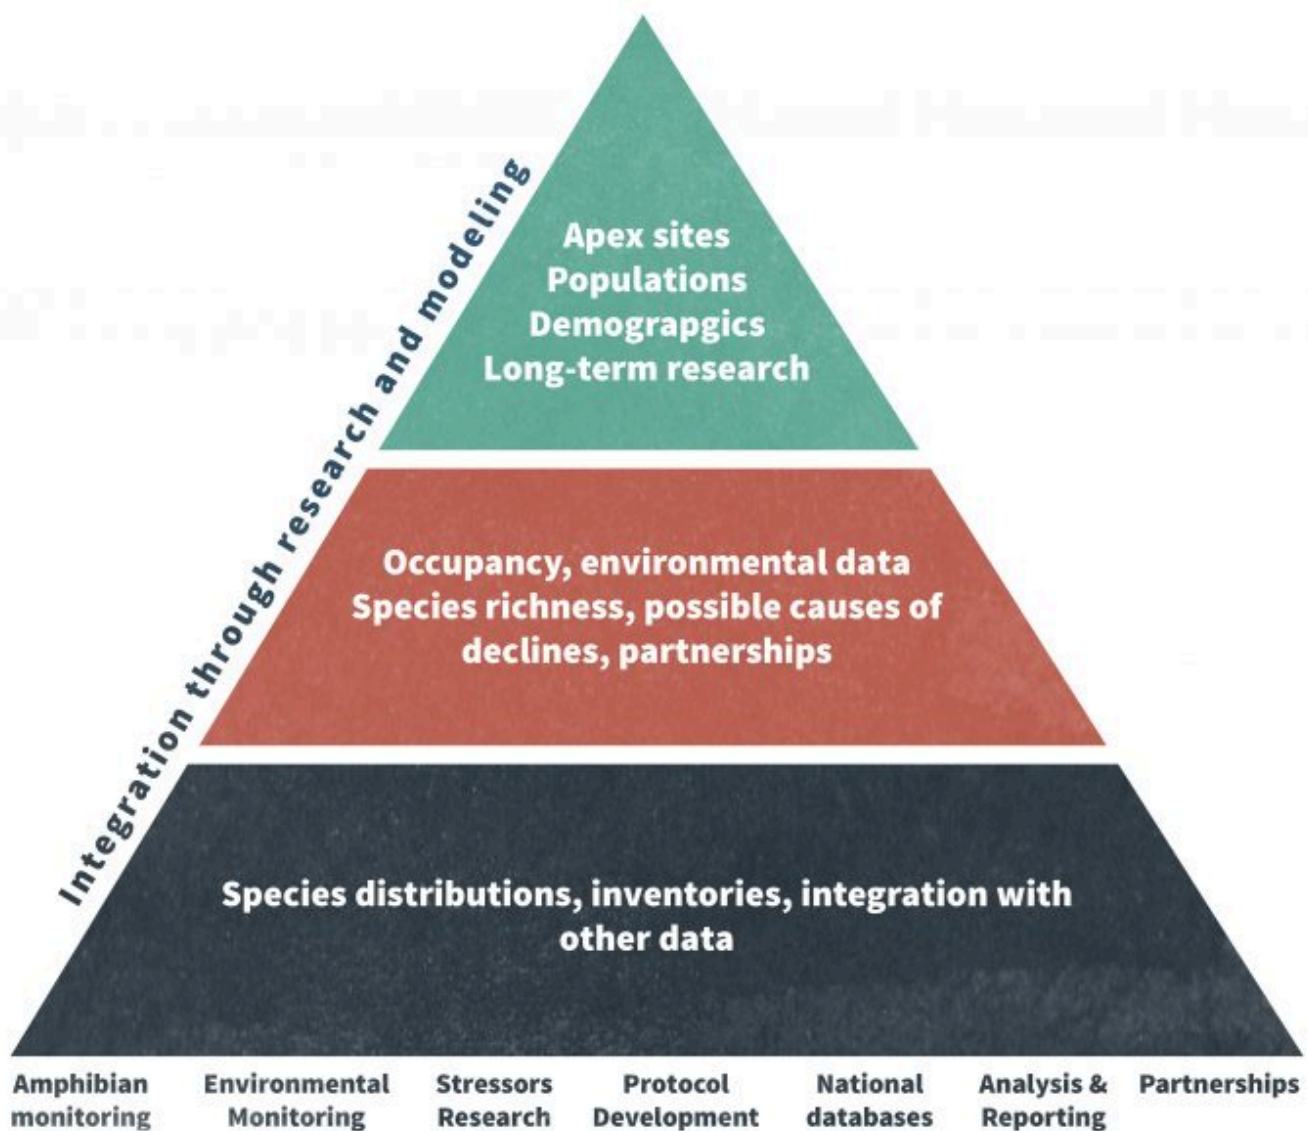 Integration through research and modeling
Apex sites
Populations
Demograpgics
Long-term research
Occupancy, environmental data
Species richness, possible causes of
declines, partnerships
Species distributions, inventories, integration with
other data
Amphibian
monitoring
Environmental
Monitoring
Stressors
Research
Protocol
Development
National
databases
Analysis &
Reporting
Partnerships